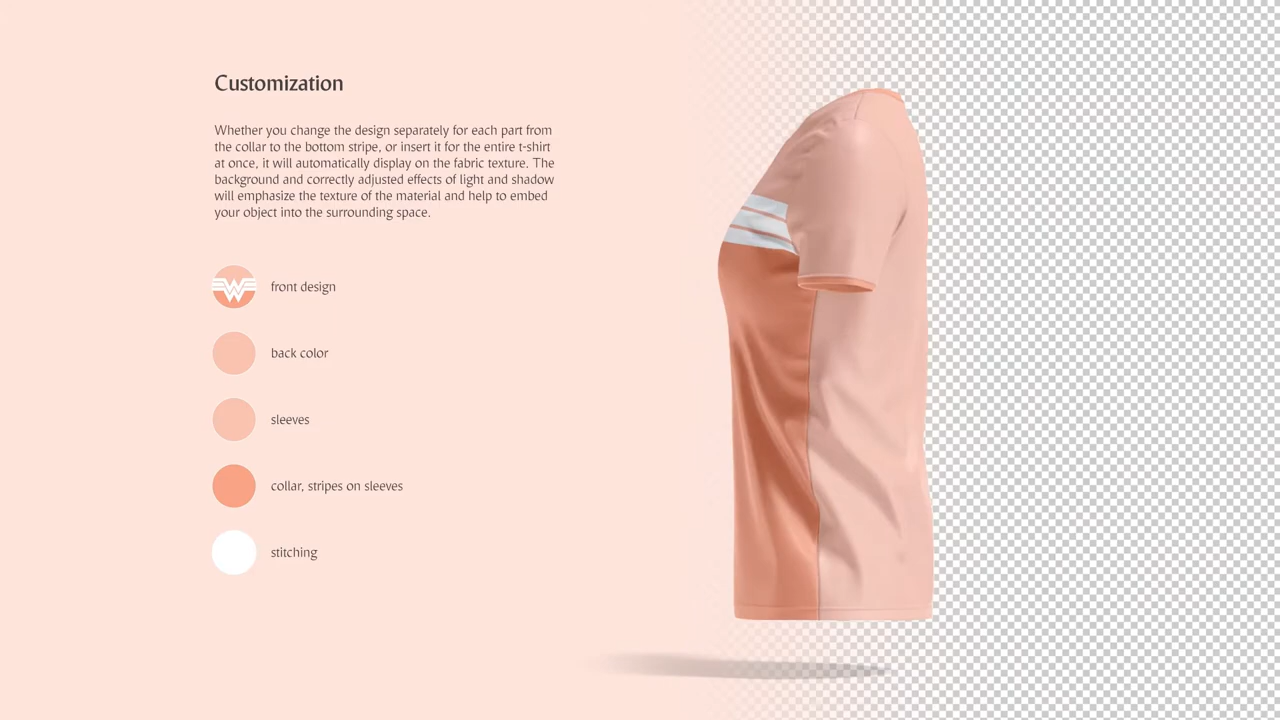 Customization
Whether you change the design separately for each part from
the collar to the bottom stripe, or insert it for the entire t-shirt
at once, it will automatically display on the fabric texture. The
background and correctly adjusted effects of light and shadow
will emphasize the texture of the material and help to embed
your object into the surrounding space.
front design
back color
sleeves
collar, stripes on sleeves
stitching